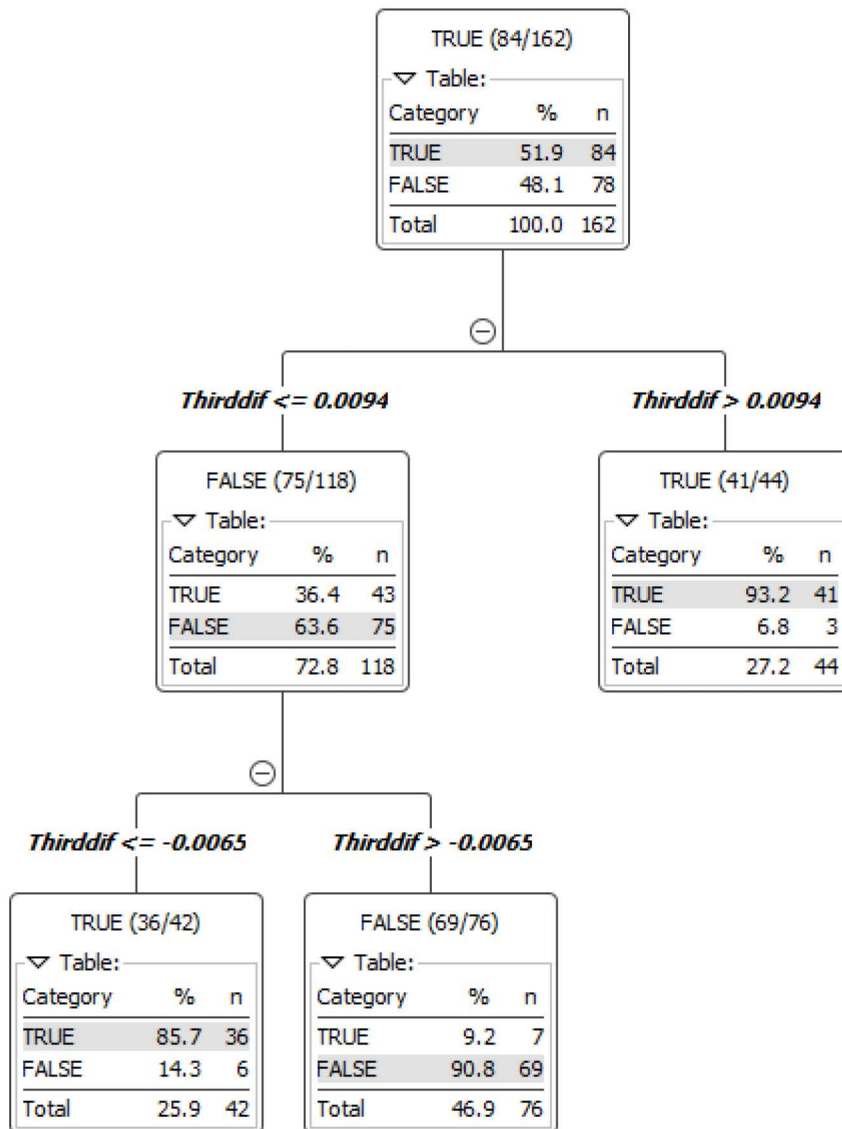 TRUE (84/162)
Table:
Category % n
TRUE 51.9 84
FALSE 48.1 78
Total 100.0 162
Thirddif <= 0.0094
Thirddif > 0.0094
FALSE (75/118)
Table:
Category % n
TRUE 36.4 43
FALSE 63.6 75
Total 72.8 118
TRUE (41/44)
Table:
Category % n
TRUE 93.2 41
FALSE 6.8 3
Total 27.2 44
Thirddif <= -0.0065
Thirddif > -0.0065
TRUE (36/42)
Table:
Category % n
TRUE 85.7 36
FALSE 14.3 6
Total 25.9 42
FALSE (69/76)
Table:
Category % n
TRUE 9.2 7
FALSE 90.8 69
Total 46.9 76